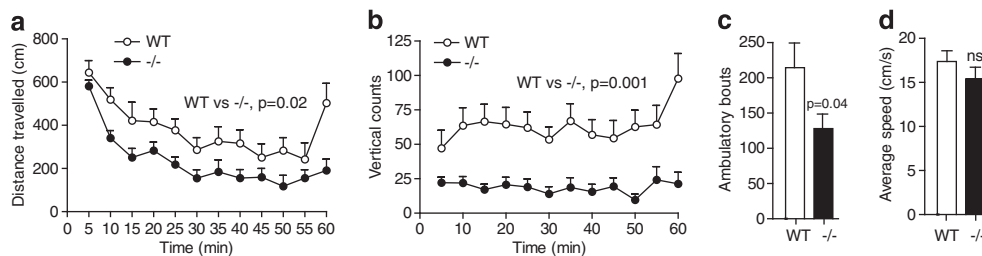 a
WT
-/-
WT vs -/-, p=0.02
Distance travelled (cm)
800
600
400
200
0
0 5 10 15 20 25 30 35 40 45 50 55 60
Time (min)
b
WT
-/-
WT vs -/-, p=0.001
Vertical counts
125
100
75
50
25
0
0 10 20 30 40 50 60
Time (min)
c
Ambulatory bouts
250
200
150
100
50
0
p=0.04
WT -/-
d
Average speed (cm/s)
20
15
10
5
0
ns
WT -/-